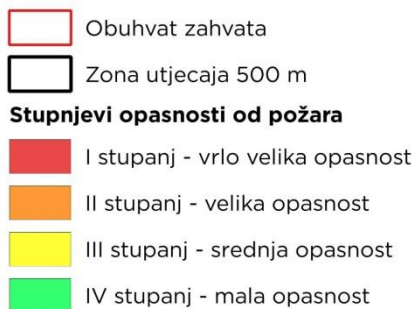 Obuhvat zahvata
Zona utjecaja 500 m
Stupnjevi opasnosti od požara
I stupanj - vrlo velika opasnost
II stupanj - velika opasnost
III stupanj - srednja opasnost
IV stupanj - mala opasnost